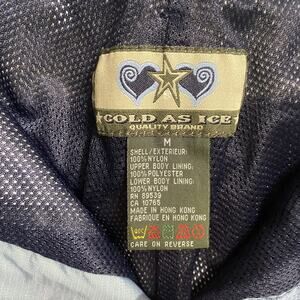 COLD AS ICE
QUALITY BRAND
M
SHELL/EXTERIEUR:
100% NYLON
UPPER BODY LINING:
100% POLYESTER
LOWER BODY LINING:
100% NYLON
RN 89539
CA 10765
MADE IN HONG KONG
FABRIQUE EN HONG KONG
CARE ON REVERSE